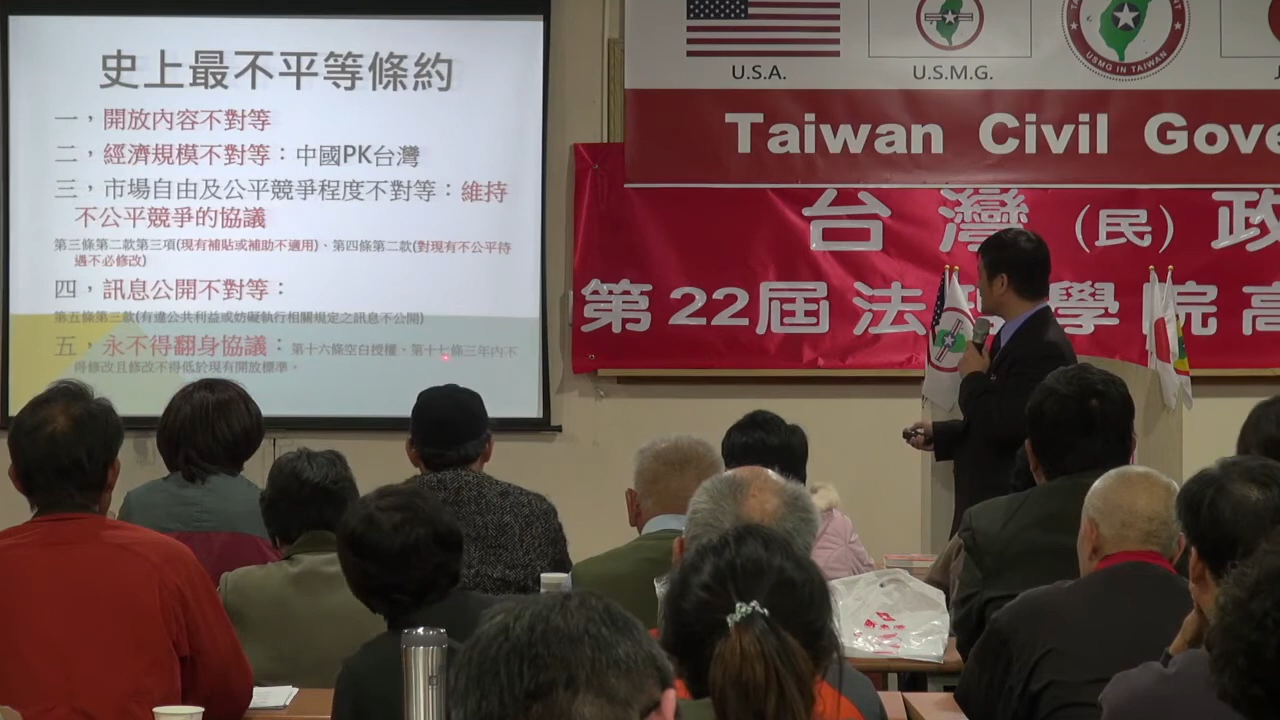 史上最不平等條約
一，開放內容不對等
二，經濟規模不對等：中國PK台灣
三，市場自由及公平競爭程度不對等：維持
不公平競爭的協議
第三條第二款第三項(現有補貼或補助不適用)、第四條第二款(對現有不公平待
遇不必修改)
四，訊息公開不對等：
第五條第三款(有違公共利益或妨礙執行相關規定之訊息不公開)
五，永不得翻身協議：第十六條空白授權、第十七條三年內不
得修改且修改不得低於現有開放標準。
U.S.A.
U.S.M.G.
USMG IN TAIWAN
J
Taiwan Civil Gove
台灣(民)政
第22屆法理學院高